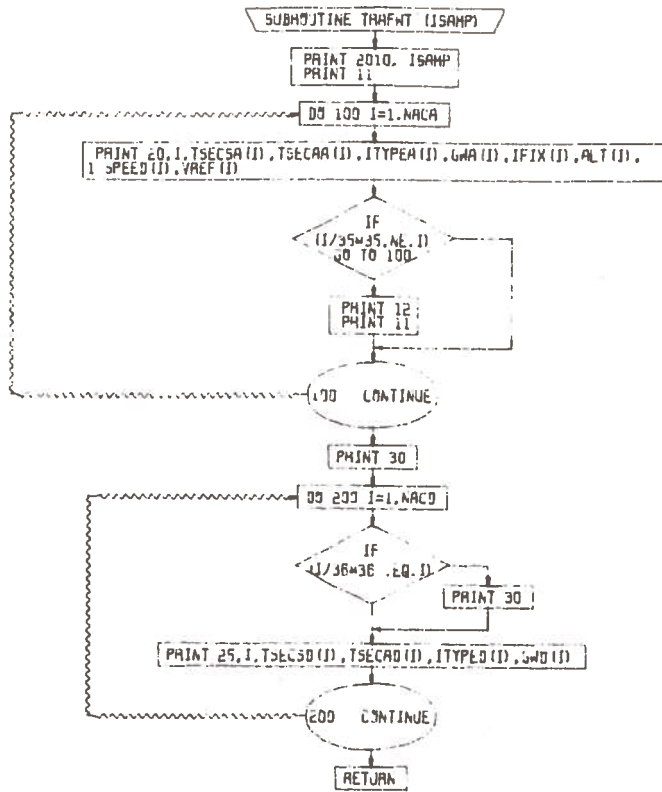 SUBROUTINE TRAFWT (ISAMP)
PRINT 2010, ISAMP
PRINT 11
DO 100 I=1,NACA
PRINT 20,I,TSECSA(I),TSECAA(I),ITYPEA(I),GWA(I),IFIX(I),ALT(I),
1 SPEED(I),VREF(I)
IF
(I/35*35.NE.I)
GO TO 100
PRINT 12
PRINT 11
100 CONTINUE
PRINT 30
DO 200 I=1,NACD
IF
(I/36*36 .EQ.I)
PRINT 30
PRINT 25,I,TSECSD(I),TSECAD(I),ITYPED(I),GWD(I)
200 CONTINUE
RETURN